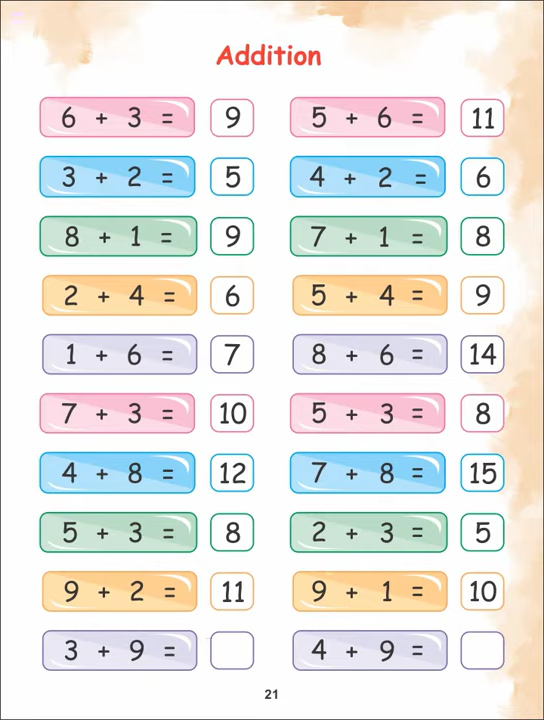 Addition
6 + 3 = 9 5 + 6 = 11
3 + 2 = 5 4 + 2 = 6
8 + 1 = 9 7 + 1 = 8
2 + 4 = 6 5 + 4 = 9
1 + 6 = 7 8 + 6 = 14
7 + 3 = 10 5 + 3 = 8
4 + 8 = 12 7 + 8 = 15
5 + 3 = 8 2 + 3 = 5
9 + 2 = 11 9 + 1 = 10
3 + 9 = 4 + 9 =
21